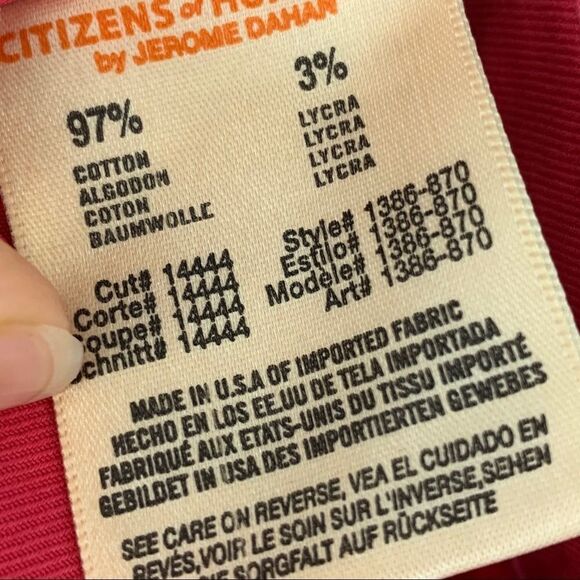 CITIZENS of HU
by JEROME DAHAN
97%
COTTON
ALGODON
COTON
BAUMWOLLE
3%
LYCRA
LYCRA
LYCRA
LYCRA
Cut# 14444
Corte# 14444
Coupe# 14444
Schnitt# 14444
Style# 1386-870
Estilo# 1386-870
Modele# 1386-870
Art# 1386-870
MADE IN U.S.A OF IMPORTED FABRIC
HECHO EN LOS EE.UU DE TELA IMPORTADA
FABRIQUÉ AUX ETATS-UNIS DU TISSU IMPORTÉ
GEBILDET IN USA DES IMPORTIERTEN GEWEBES
SEE CARE ON REVERSE, VEA EL CUIDADO EN
REVÉS, VOIR LE SOIN SUR L'INVERSE, SEHEN
SIE SORGFALT AUF RÜCKSEITE